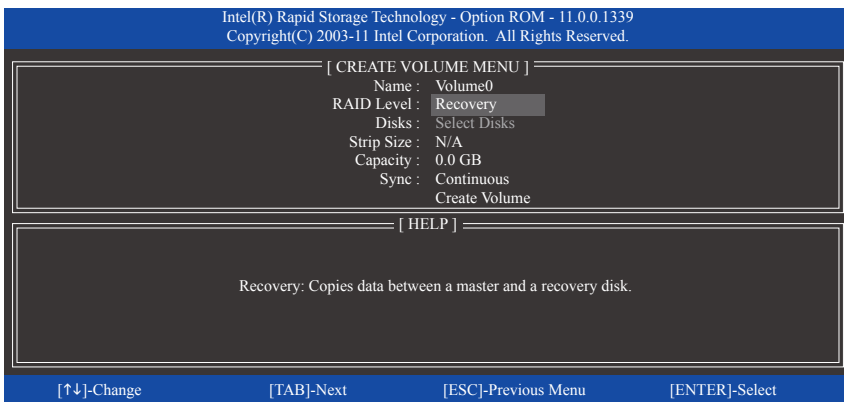 Intel(R) Rapid Storage Technology - Option ROM - 11.0.0.1339
Copyright(C) 2003-11 Intel Corporation.  All Rights Reserved.
[ CREATE VOLUME MENU ]
Name : Volume0
RAID Level : Recovery
Disks : Select Disks
Strip Size : N/A
Capacity : 0.0 GB
Sync : Continuous
Create Volume
[ HELP ]
Recovery: Copies data between a master and a recovery disk.
[↑↓]-Change [TAB]-Next [ESC]-Previous Menu [ENTER]-Select